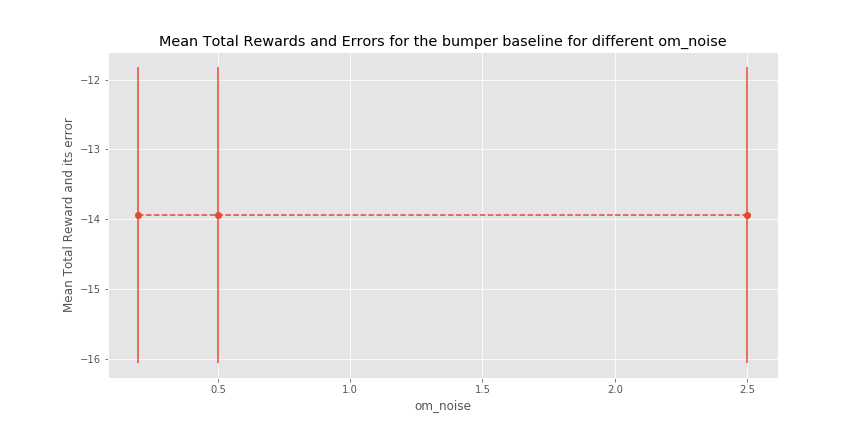 Mean Total Rewards and Errors for the bumper baseline for different om_noise
Mean Total Reward and its error
−12
−13
−14
−15
−16
0.5 1.0 1.5 2.0 2.5
om_noise